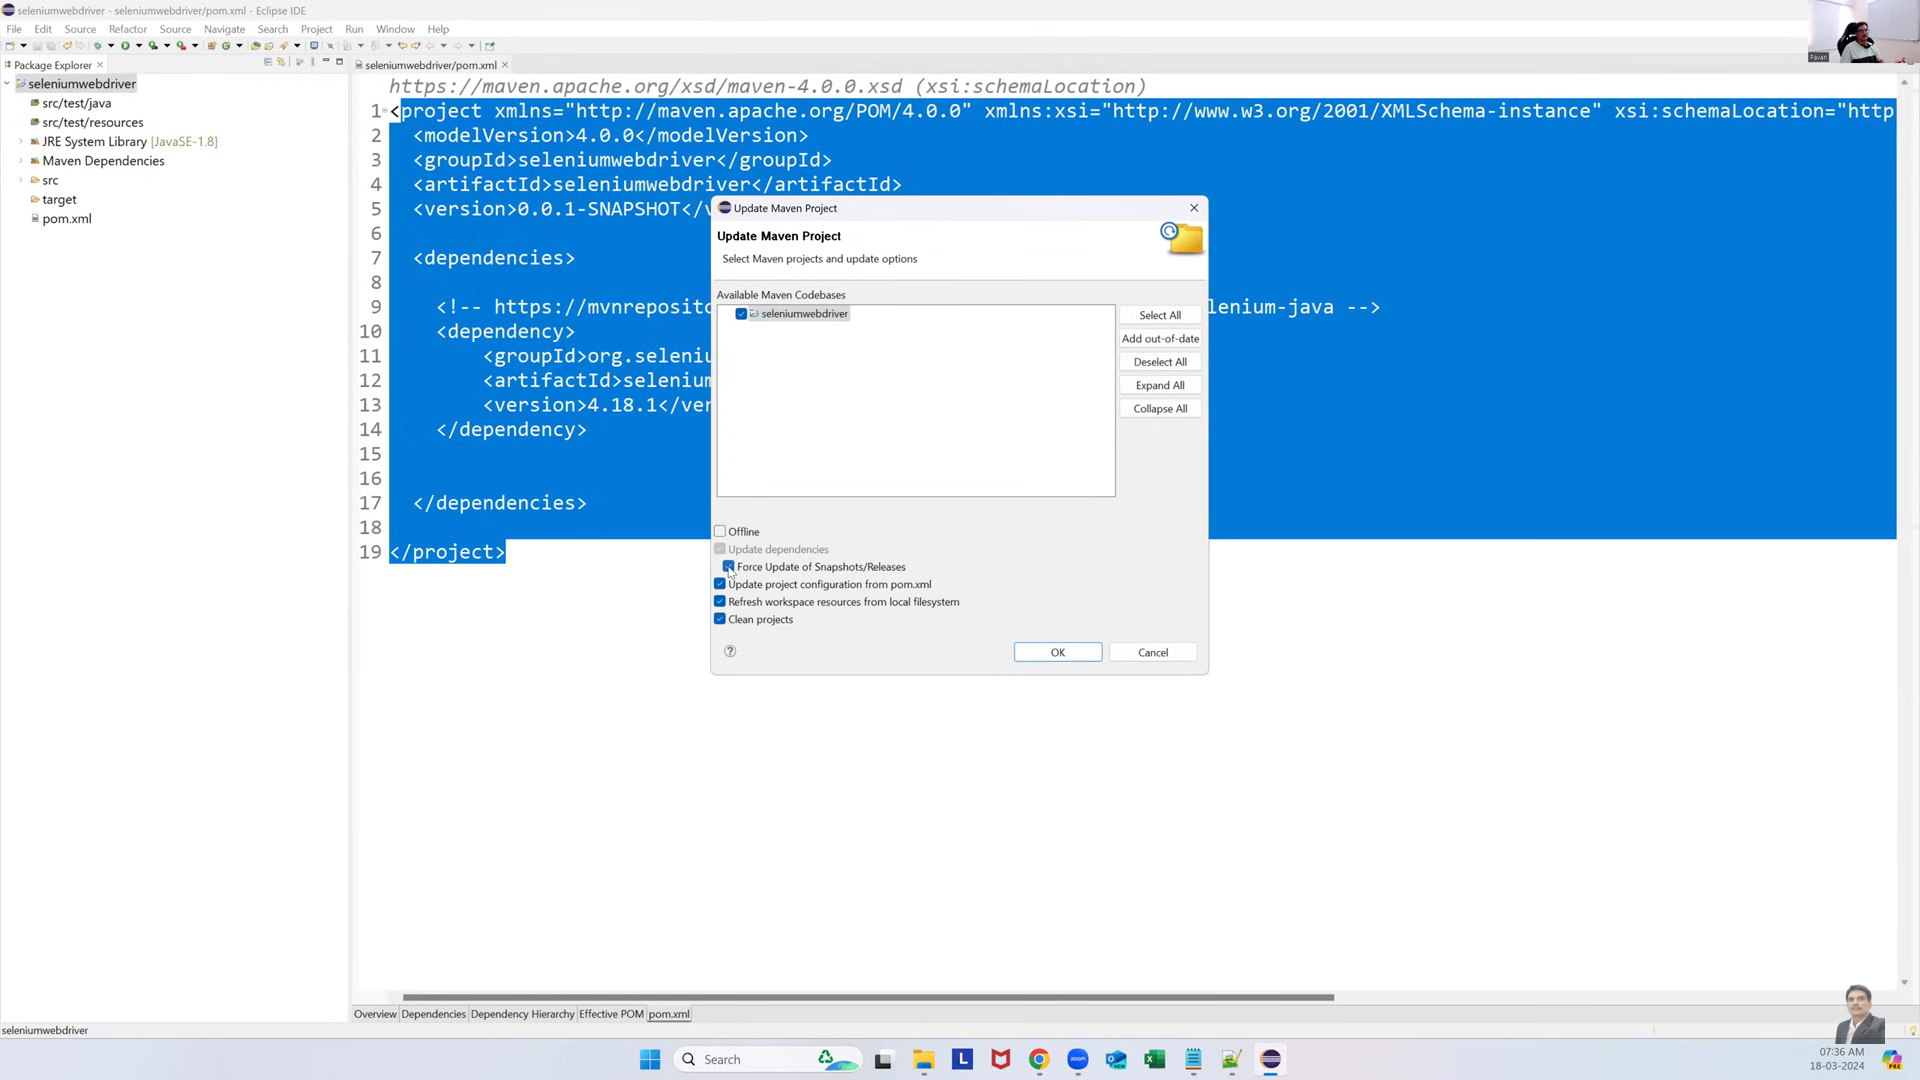 seleniumwebdriver - seleniumwebdriver/pom.xml - Eclipse IDE
File Edit Source Refactor Source Navigate Search Project Run Window Help
Package Explorer
seleniumwebdriver/pom.xml
Pavan
seleniumwebdriver
src/test/java
src/test/resources
JRE System Library [JavaSE-1.8]
Maven Dependencies
src
target
pom.xml
https://maven.apache.org/xsd/maven-4.0.0.xsd (xsi:schemaLocation)
1 <project xmlns="http://maven.apache.org/POM/4.0.0" xmlns:xsi="http://www.w3.org/2001/XMLSchema-instance" xsi:schemaLocation="http
2 <modelVersion>4.0.0</modelVersion>
3 <groupId>seleniumwebdriver</groupId>
4 <artifactId>seleniumwebdriver</artifactId>
5 <version>0.0.1-SNAPSHOT</v
6
7 <dependencies>
8
9 <!-- https://mvnreposito lenium-java -->
10 <dependency>
11 <groupId>org.seleniu
12 <artifactId>selenium
13 <version>4.18.1</ver
14 </dependency>
15
16
17 </dependencies>
18
19 </project>
Update Maven Project
Update Maven Project
Select Maven projects and update options
Available Maven Codebases
seleniumwebdriver
Select All
Add out-of-date
Deselect All
Expand All
Collapse All
Offline
Update dependencies
Force Update of Snapshots/Releases
Update project configuration from pom.xml
Refresh workspace resources from local filesystem
Clean projects
OK
Cancel
Overview Dependencies Dependency Hierarchy Effective POM pom.xml
seleniumwebdriver
Search
L
zoom
NEW
07:36 AM
18-03-2024
PRE